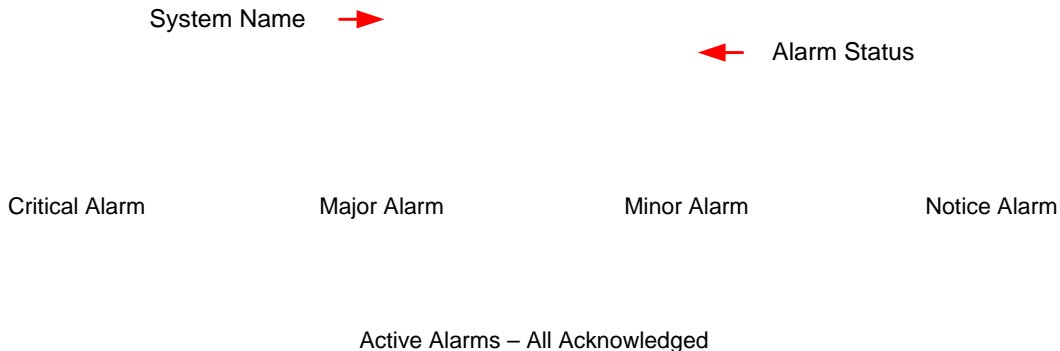 System Name
Alarm Status
Critical Alarm
Major Alarm
Minor Alarm
Notice Alarm
Active Alarms – All Acknowledged